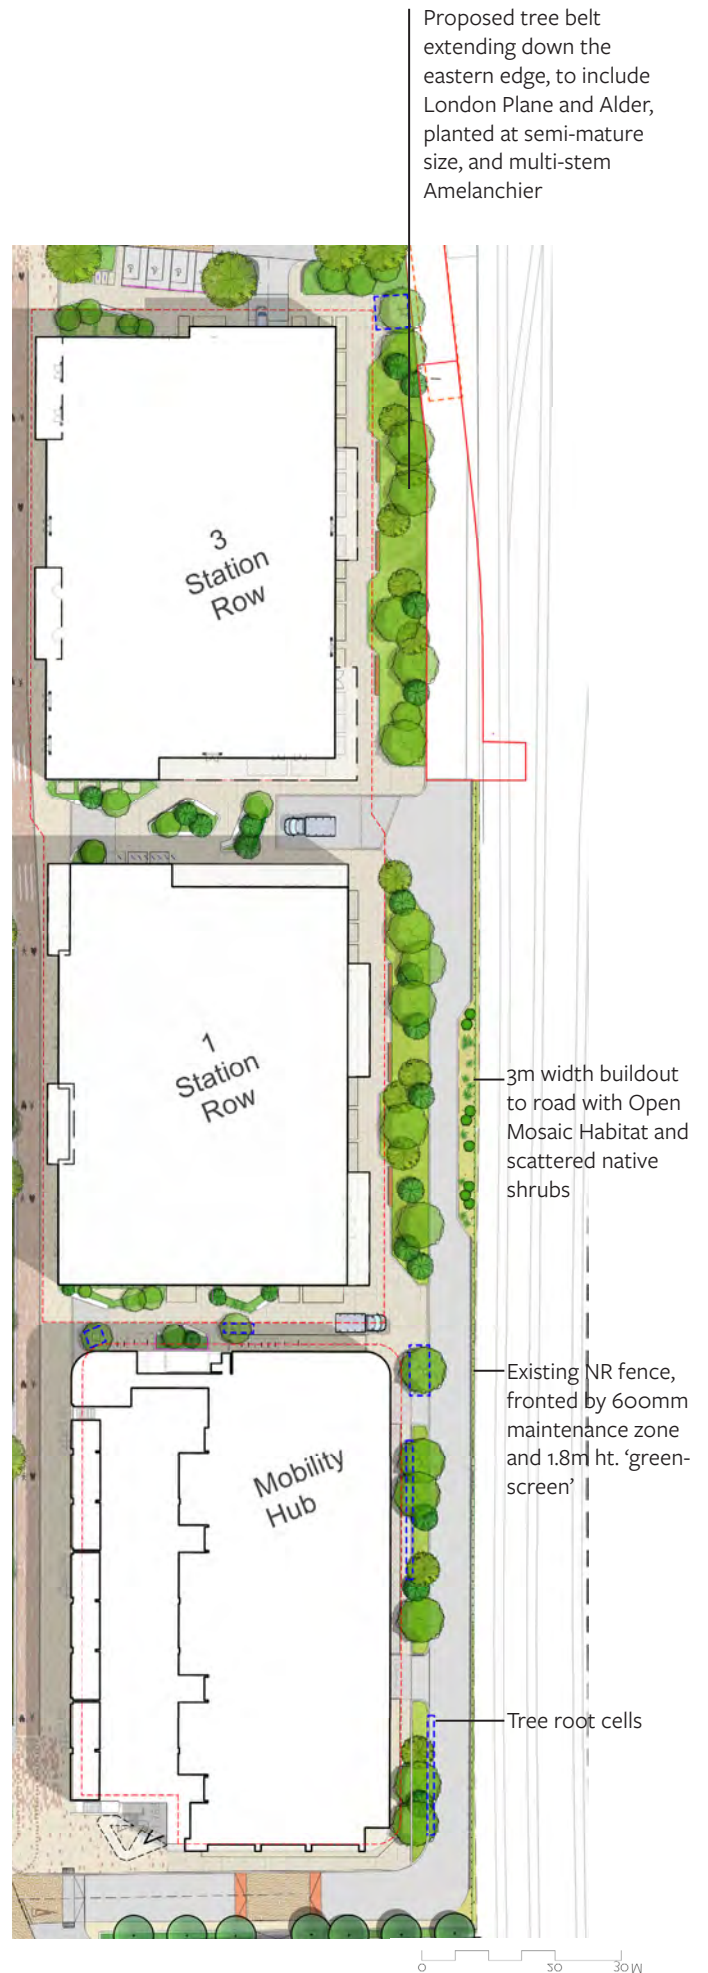 Proposed tree belt
extending down the
eastern edge, to include
London Plane and Alder,
planted at semi-mature
size, and multi-stem
Amelanchier
3
Station
Row
1
Station
Row
3m width buildout
to road with Open
Mosaic Habitat and
scattered native
shrubs
Existing NR fence,
fronted by 600mm
maintenance zone
and 1.8m ht. ‘green-
screen’
Mobility
Hub
Tree root cells
0 20 30 M